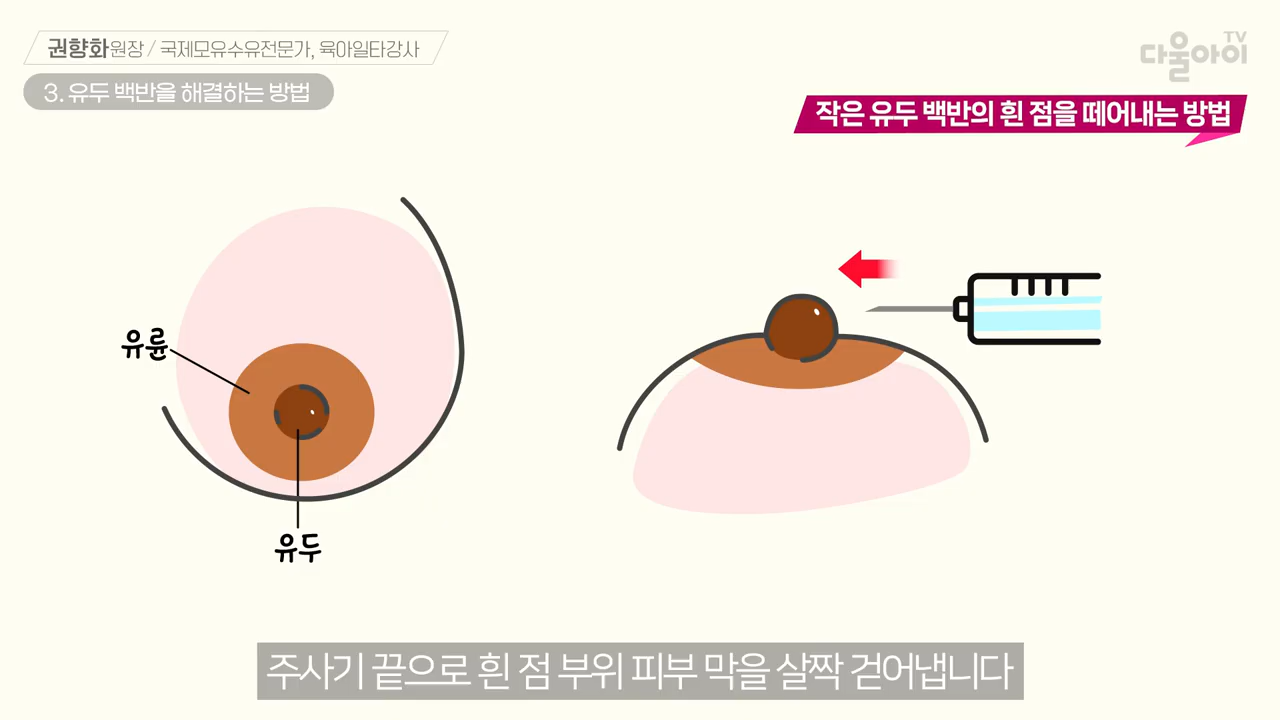 권향화원장 / 국제모유수유전문가, 육아일타강사
다울아이 TV
3. 유두 백반을 해결하는 방법
작은 유두 백반의 흰 점을 떼어내는 방법
유륜
유두
주사기 끝으로 흰 점 부위 피부 막을 살짝 걷어냅니다